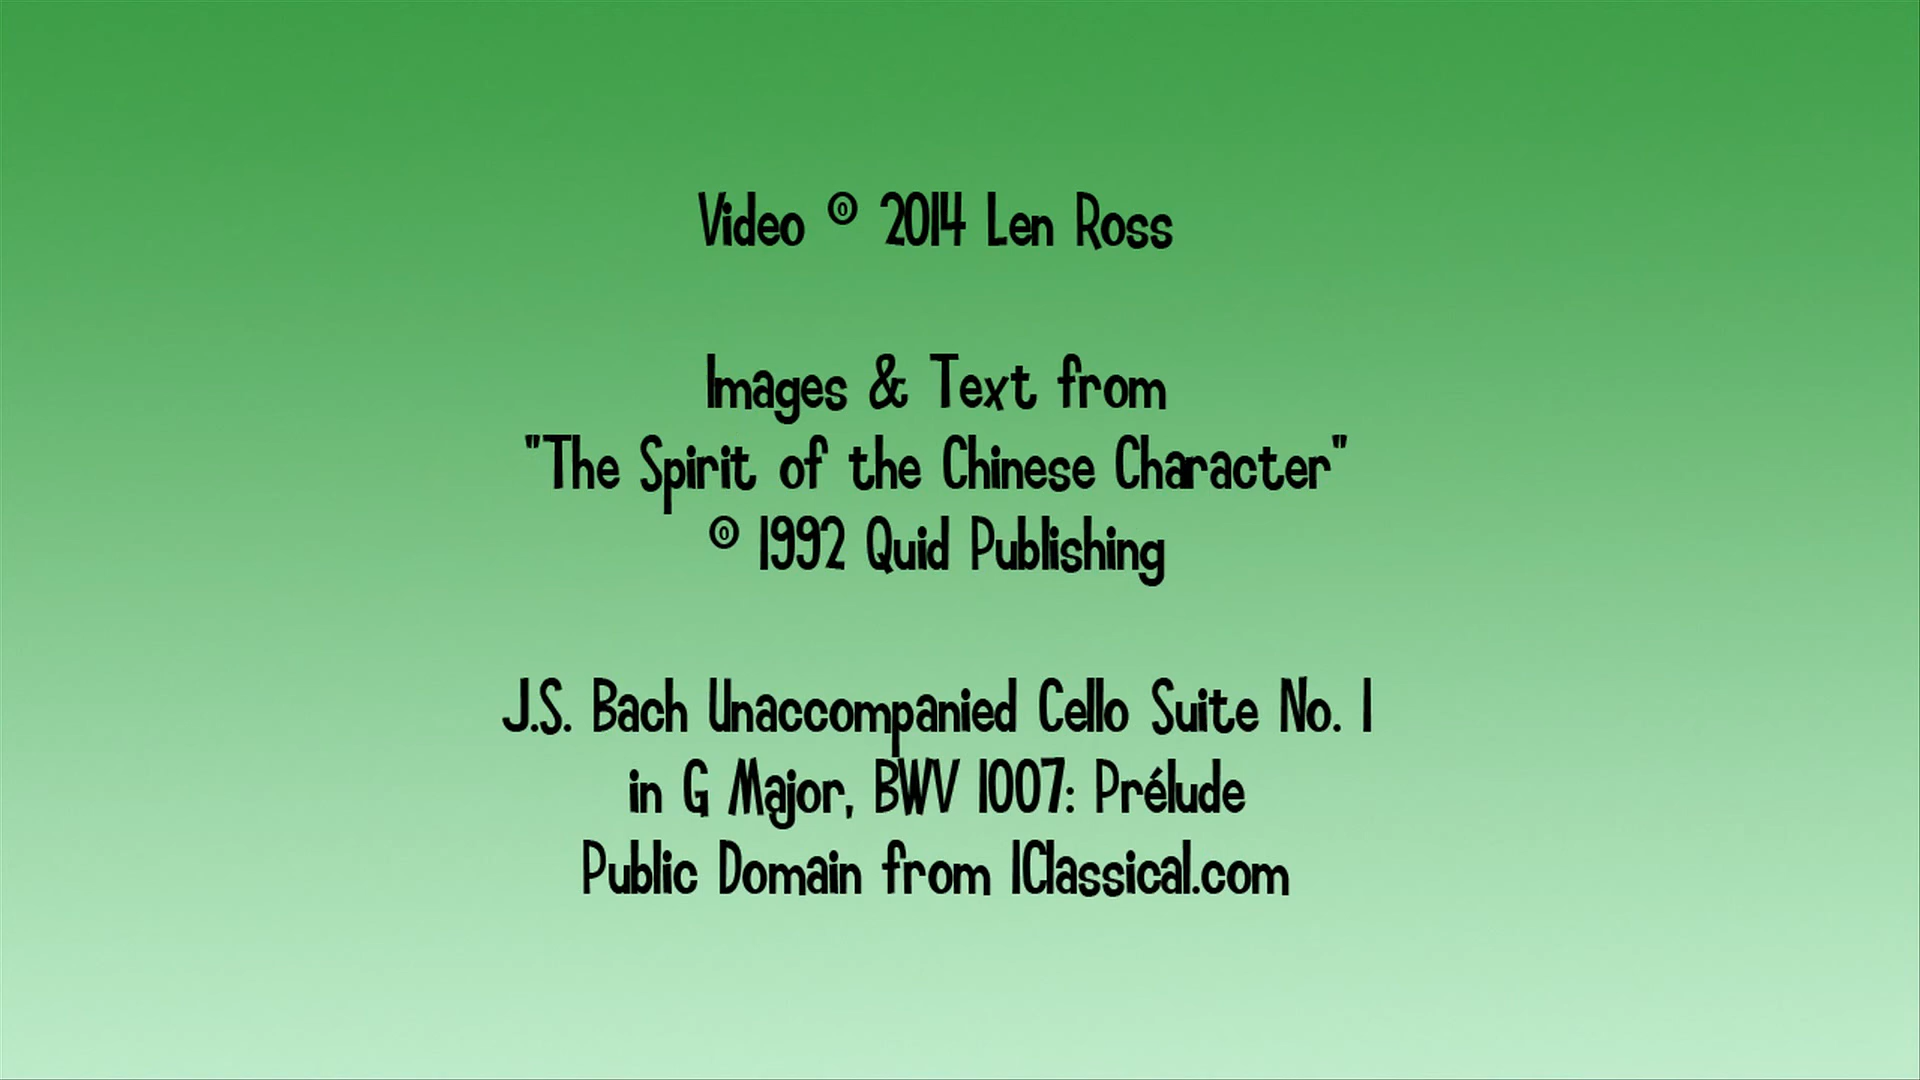 Video © 2014 Len Ross
Images & Text from
"The Spirit of the Chinese Character"
© 1992 Quid Publishing
J.S. Bach Unaccompanied Cello Suite No. 1
in G Major, BWV 1007: Prélude
Public Domain from 1Classical.com